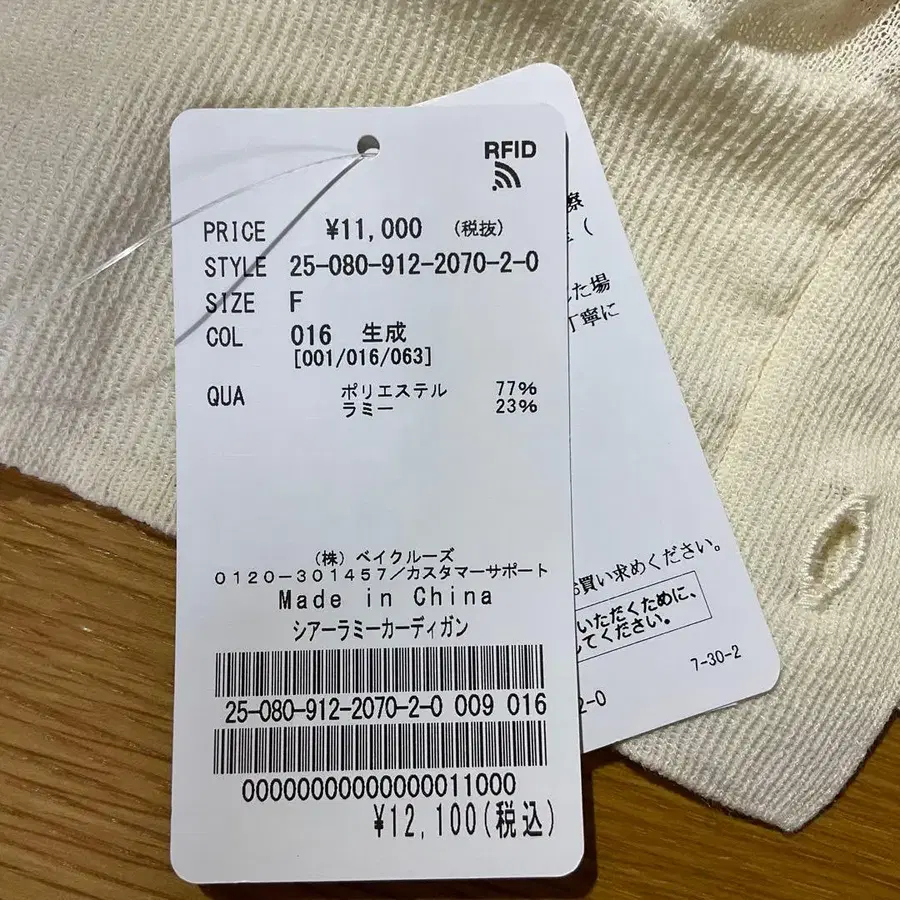 RFID
PRICE ¥11,000 (税抜)
STYLE 25-080-912-2070-2-0
SIZE F
COL 016 生成
[001/016/063]
QUA ポリエステル 77%
ラミー 23%
(株)ベイクルーズ
0120-301457/カスタマーサポート
Made in China
シアーラミーカーディガン
25-080-912-2070-2-0 009 016
00000000000000011000
¥12,100(税込)
した場
丁寧に
お買い求めください。
いただくために、
してください。
7-30-2
2-0